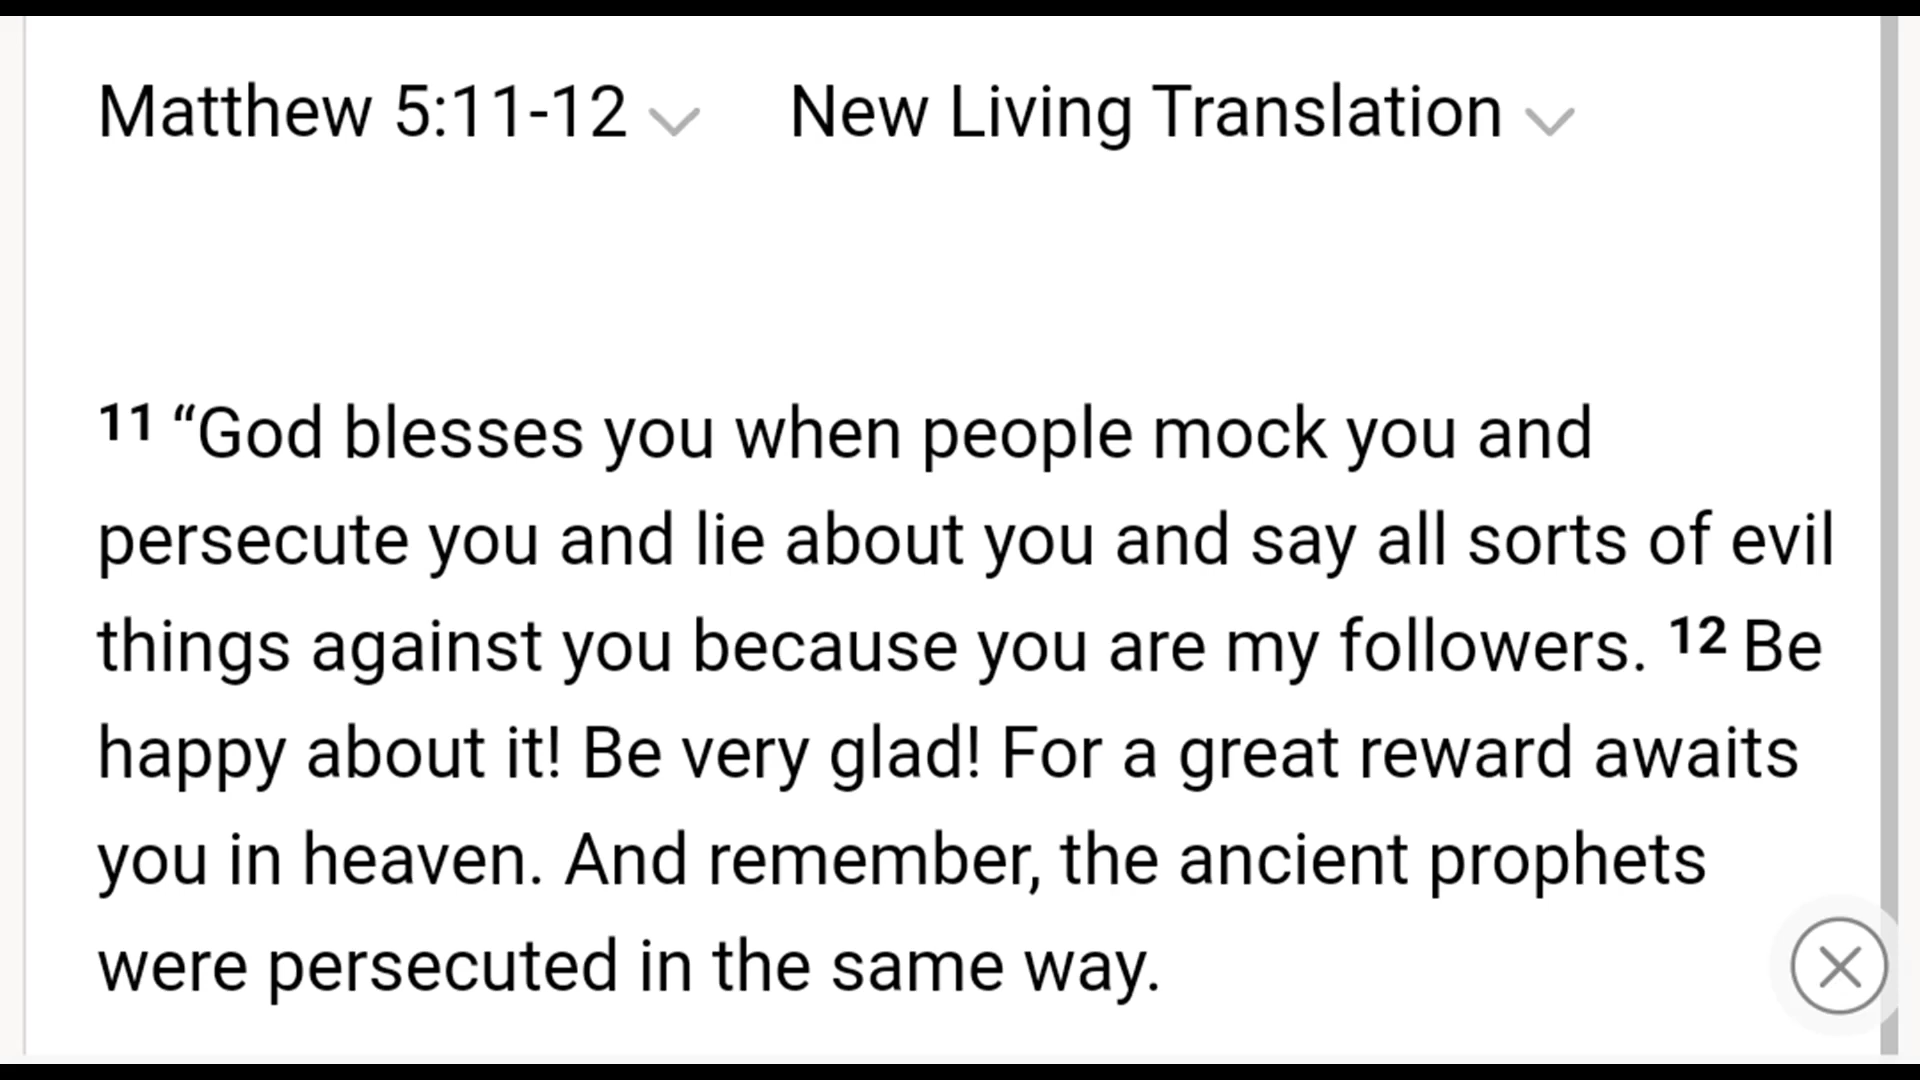 Matthew 5:11-12 New Living Translation
11 “God blesses you when people mock you and
persecute you and lie about you and say all sorts of evil
things against you because you are my followers. 12 Be
happy about it! Be very glad! For a great reward awaits
you in heaven. And remember, the ancient prophets
were persecuted in the same way.